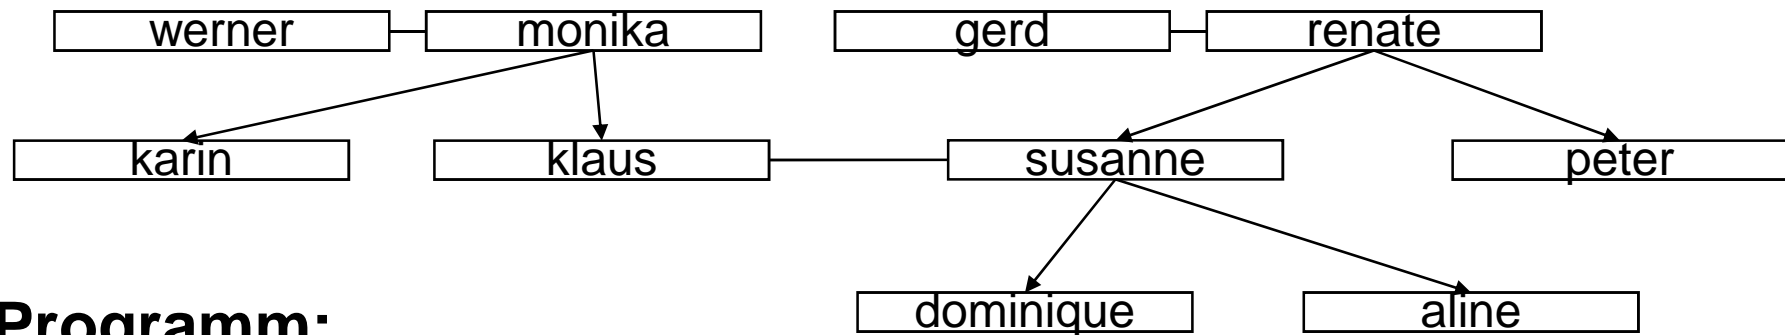 werner monika gerd renate
karin klaus susanne peter
dominique aline
Programm: